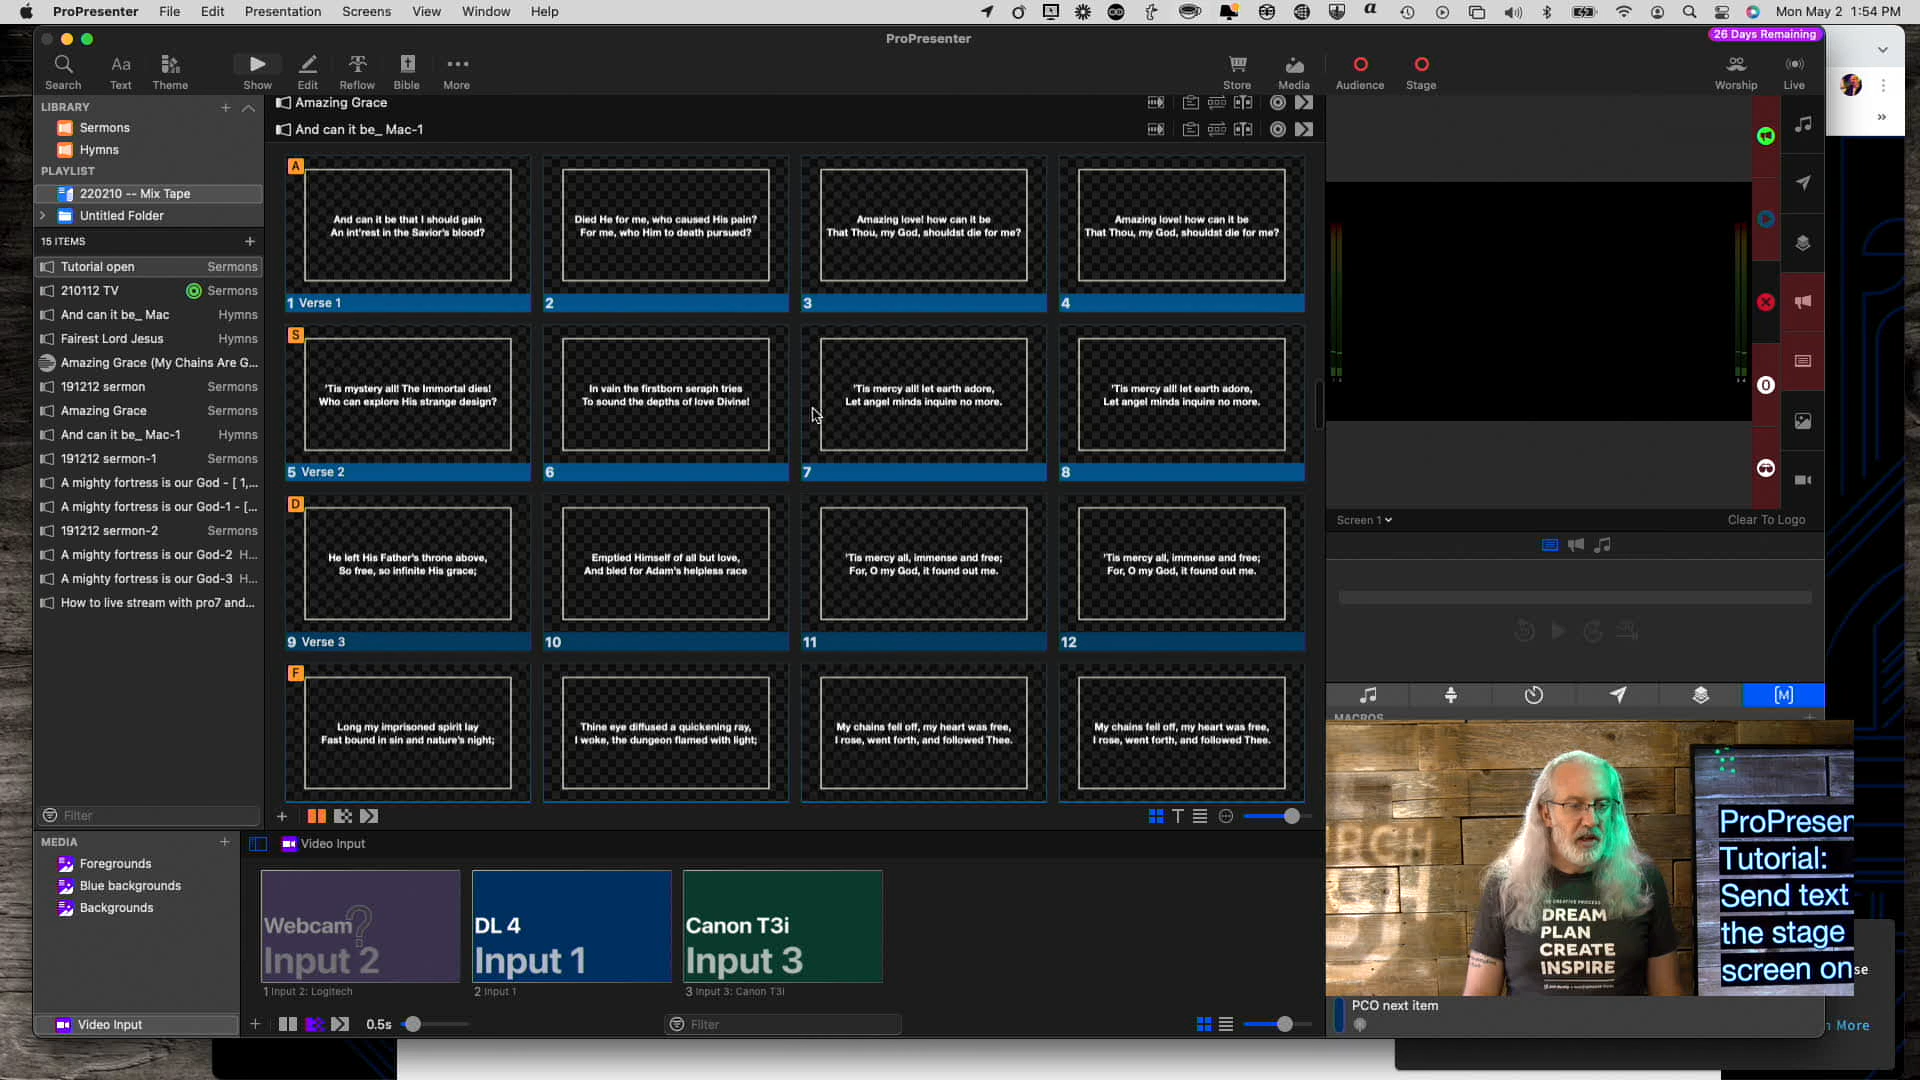 ProPresenter File Edit Presentation Screens View Window Help Mon May 2 1:54 PM
ProPresenter
26 Days Remaining
Search Text Theme Show Edit Reflow Bible More Store Media Audience Stage Worship Live
LIBRARY
Sermons
Hymns
PLAYLIST
220210 -- Mix Tape
Untitled Folder
15 ITEMS
Tutorial open Sermons
210112 TV Sermons
And can it be_ Mac Hymns
Fairest Lord Jesus Hymns
Amazing Grace (My Chains Are G...
191212 sermon Sermons
Amazing Grace Sermons
And can it be_ Mac-1 Hymns
191212 sermon-1 Sermons
A mighty fortress is our God - [ 1,...
A mighty fortress is our God-1 - [...
191212 sermon-2 Sermons
A mighty fortress is our God-2 H...
A mighty fortress is our God-3 H...
How to live stream with pro7 and...
Filter
Amazing Grace
And can it be_ Mac-1
A
And can it be that I should gain
An int'rest in the Savior's blood?
1 Verse 1
Died He for me, who caused His pain?
For me, who Him to death pursued?
2
Amazing love! how can it be
That Thou, my God, shouldst die for me?
3
Amazing love! how can it be
That Thou, my God, shouldst die for me?
4
S
'Tis mystery all! The Immortal dies!
Who can explore His strange design?
5 Verse 2
In vain the firstborn seraph tries
To sound the depths of love Divine!
6
'Tis mercy all! let earth adore,
Let angel minds inquire no more.
7
'Tis mercy all! let earth adore,
Let angel minds inquire no more.
8
D
He left His Father's throne above,
So free, so infinite His grace;
9 Verse 3
Emptied Himself of all but love,
And bled for Adam's helpless race
10
'Tis mercy all, immense and free;
For, O my God, it found out me.
11
'Tis mercy all, immense and free;
For, O my God, it found out me.
12
F
Long my imprisoned spirit lay
Fast bound in sin and nature's night;
Thine eye diffused a quickening ray,
I woke, the dungeon flamed with light;
My chains fell off, my heart was free,
I rose, went forth, and followed Thee.
My chains fell off, my heart was free,
I rose, went forth, and followed Thee.
Screen 1
Clear To Logo
MACROS
MEDIA
Foregrounds
Blue backgrounds
Backgrounds
Video Input
Video Input
Webcam
Input 2
1 Input 2: Logitech
DL 4
Input 1
2 Input 1
Canon T3i
Input 3
3 Input 3: Canon T3i
0.5s
Filter
ProPresen
Tutorial:
Send text
the stage
screen on
DREAM
PLAN
CREATE
INSPIRE
PCO next item
se
More